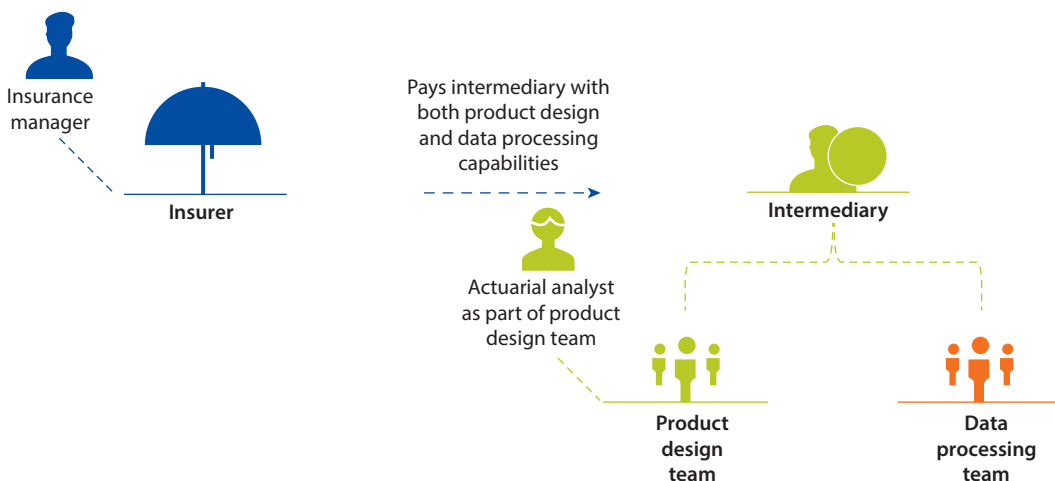 Insurance
manager
Insurer
Pays intermediary with
both product design
and data processing
capabilities
Intermediary
Actuarial analyst
as part of product
design team
Product
design
team
Data
processing
team